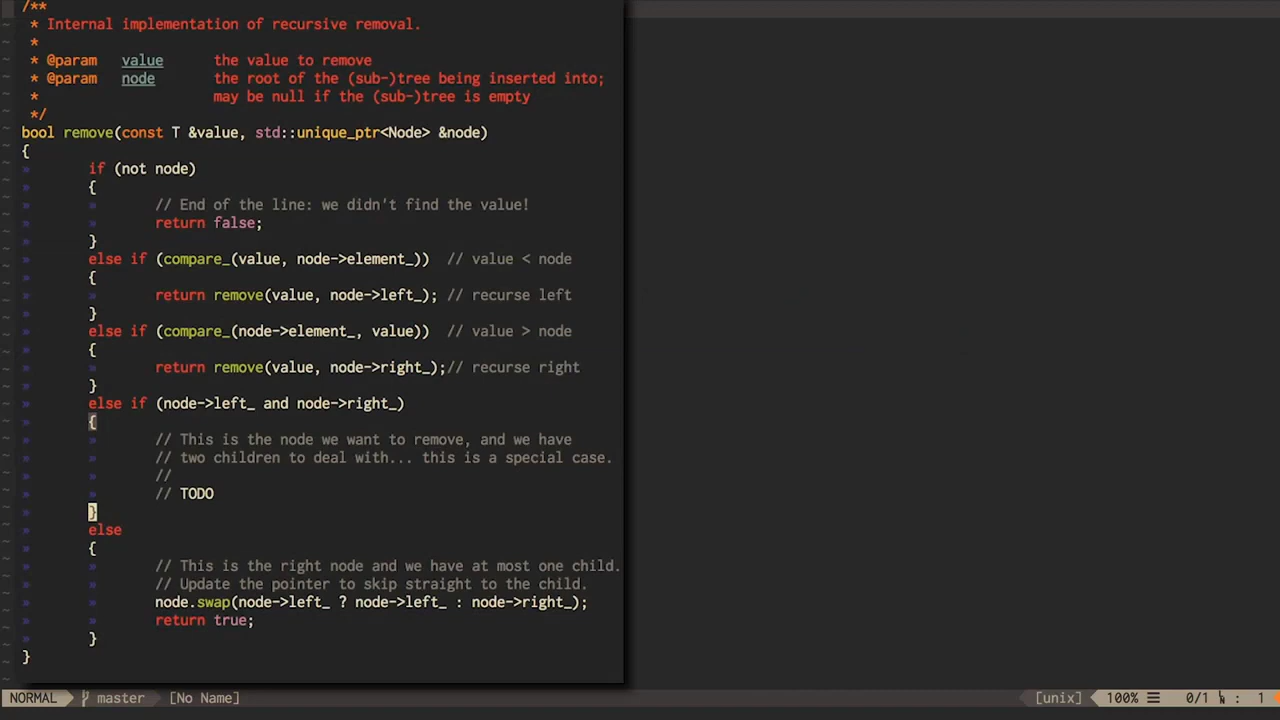 /**
* Internal implementation of recursive removal.
*
* @param value the value to remove
* @param node the root of the (sub-)tree being inserted into;
* may be null if the (sub-)tree is empty
*/
bool remove(const T &value, std::unique_ptr<Node> &node)
{
» if (not node)
» {
» » // End of the line: we didn't find the value!
» » return false;
» }
» else if (compare_(value, node->element_)) // value < node
» {
» » return remove(value, node->left_); // recurse left
» }
» else if (compare_(node->element_, value)) // value > node
» {
» » return remove(value, node->right_);// recurse right
» }
» else if (node->left_ and node->right_)
» {
» » // This is the node we want to remove, and we have
» » // two children to deal with... this is a special case.
» » //
» » // TODO
» }
» else
» {
» » // This is the right node and we have at most one child.
» » // Update the pointer to skip straight to the child.
» » node.swap(node->left_ ? node->left_ : node->right_);
» » return true;
» }
}
NORMAL master [No Name] [unix] 100% ☰ 0/1 : 1